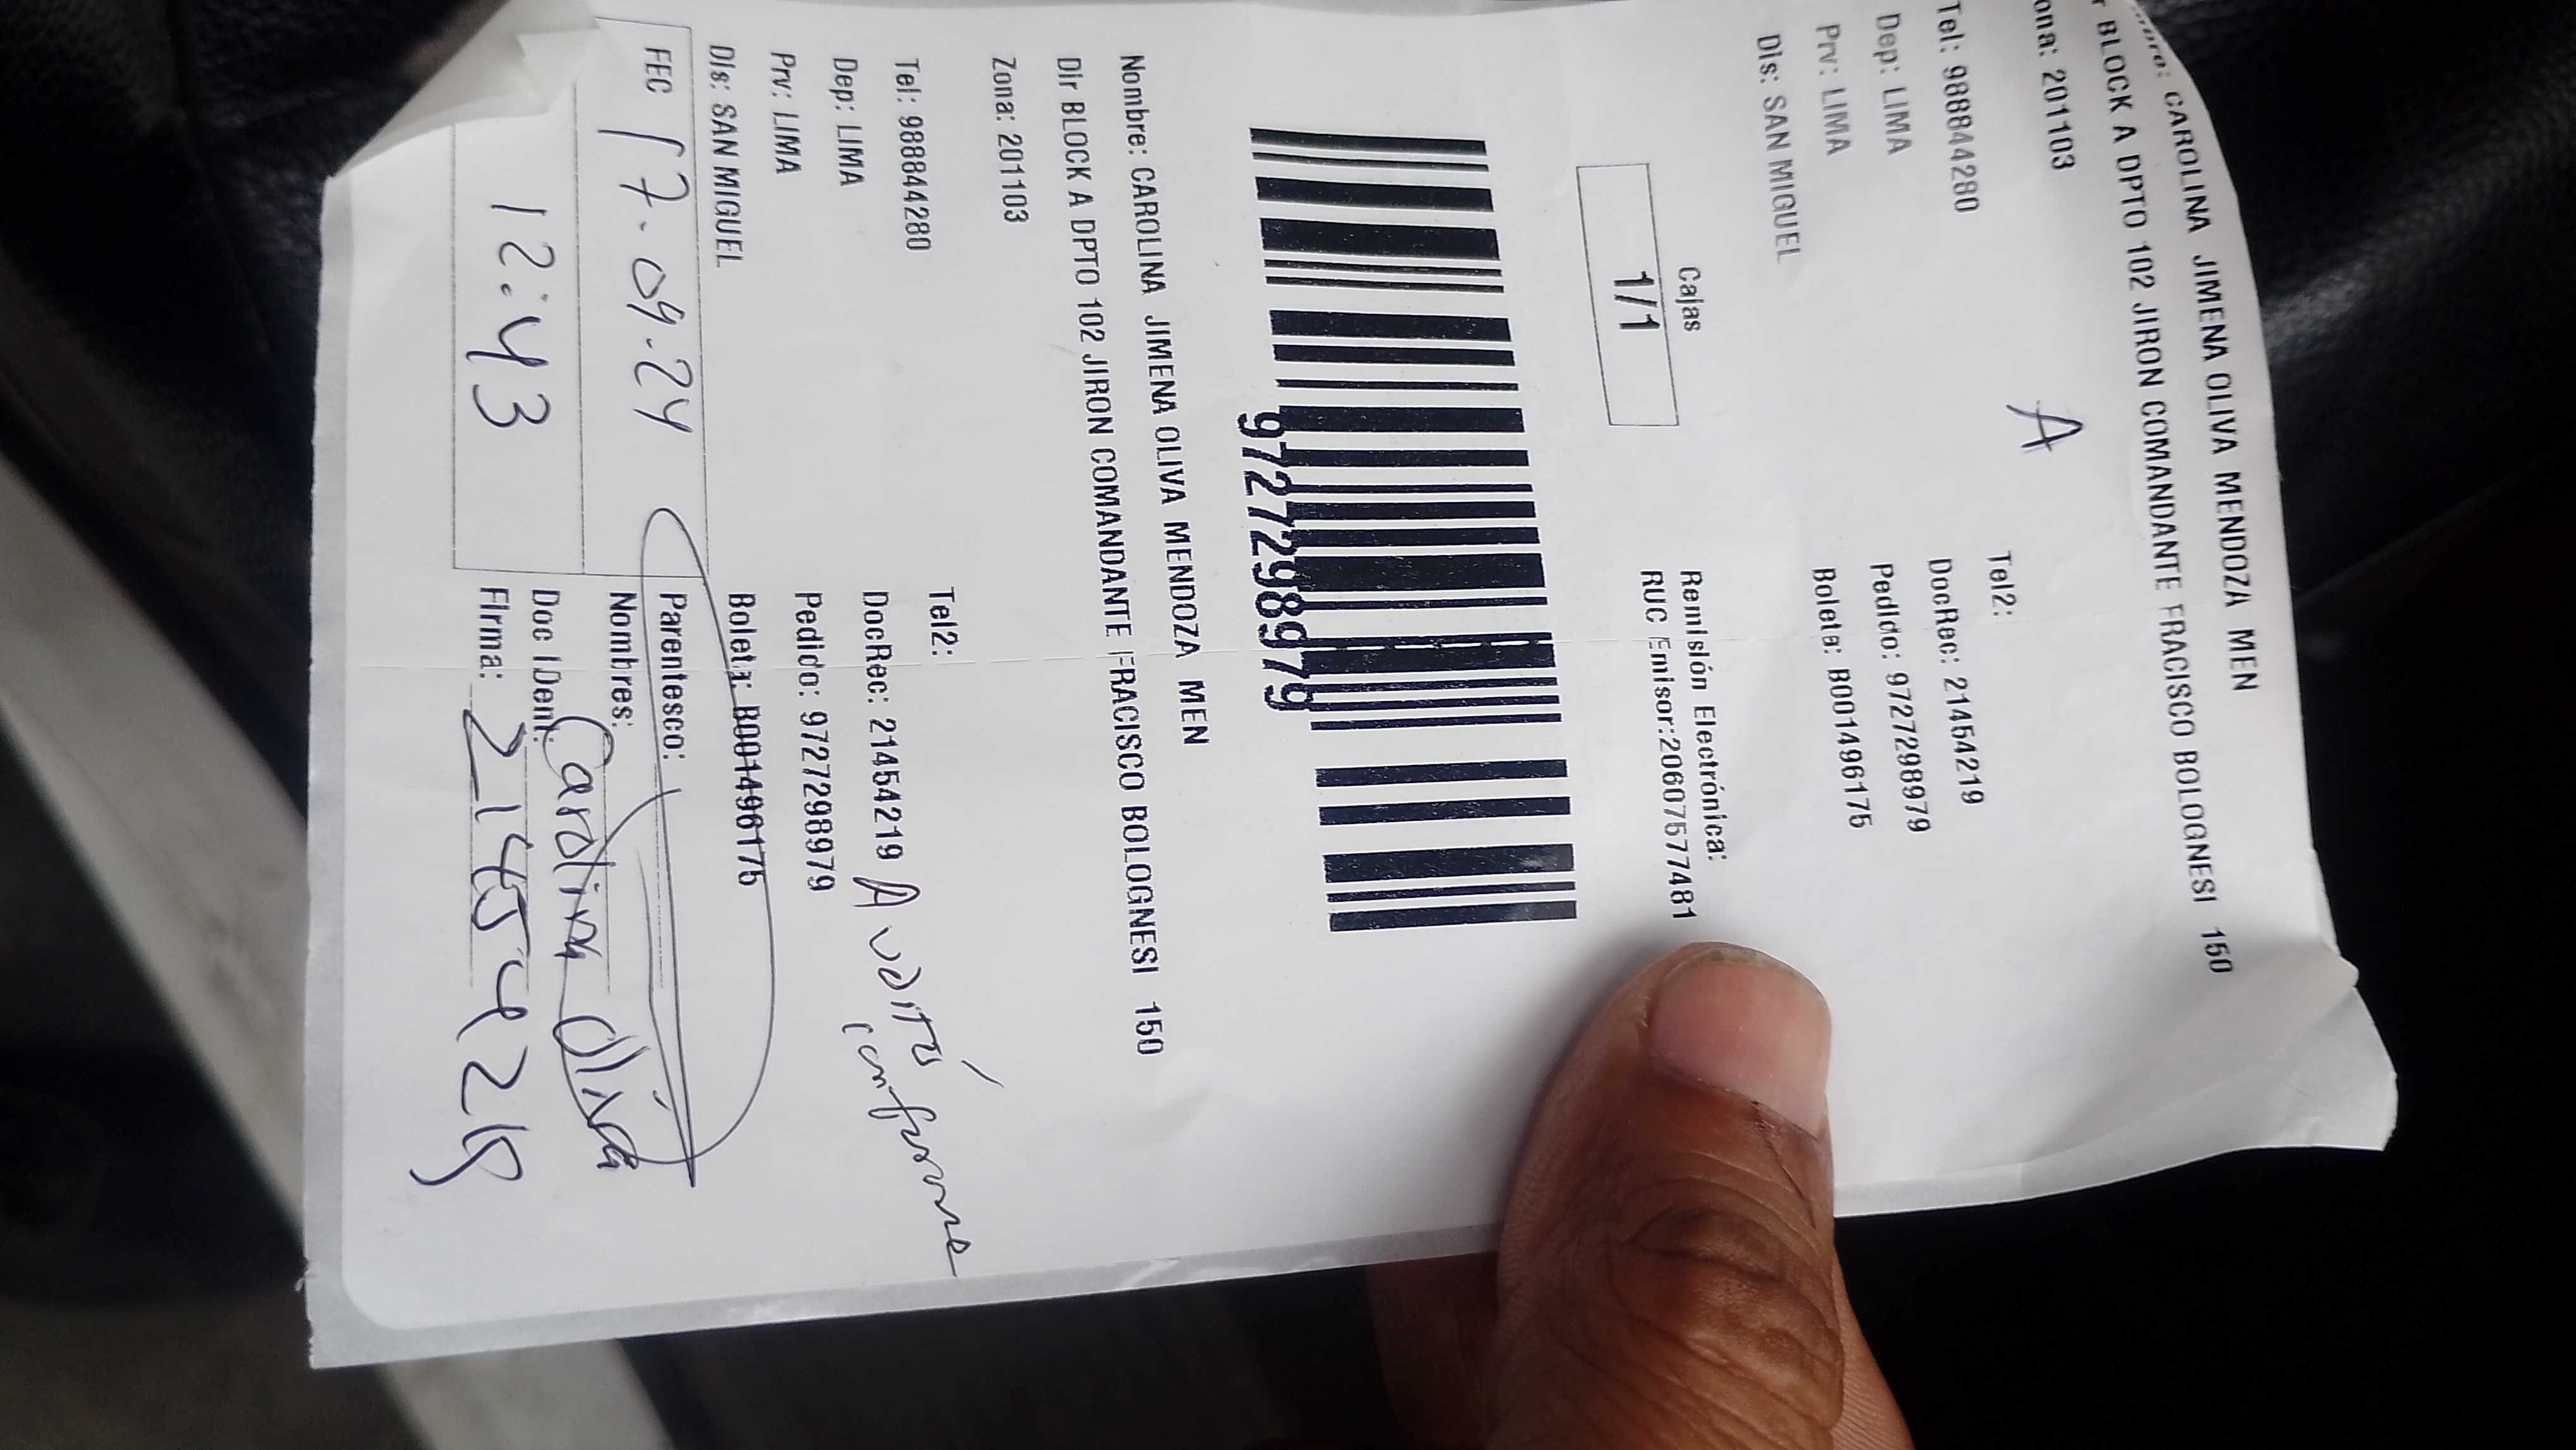 CAROLINA JIMENA OLIVA MENDOZA MEN
BLOCK A DPTO 102 JIRON COMANDANTE FRACISCO BOLOGNESI 150
ona: 201103
A
Tel: 988844280
Tel2:
Dep: LIMA
DocRec: 21454219
Prv: LIMA
Pedido: 9727298979
Dis: SAN MIGUEL
Boleta: B001496175
Cajas
1/1
Remisión Electrónica:
RUC Emisor:20607577481
9727298979
Nombre: CAROLINA JIMENA OLIVA MENDOZA MEN
Dir BLOCK A DPTO 102 JIRON COMANDANTE FRACISCO BOLOGNESI 150
Zona: 201103
Tel: 988844280
Tel2:
Dep: LIMA
DocRec: 21454219
Prv: LIMA
Pedido: 9727298979
conforme
Dis: SAN MIGUEL
Boleta: B001496175
FEC 17.09.24
Parentesco:
Nombres:
12:43
Doc IDen: Carolina Oliva
Firma: 21454219